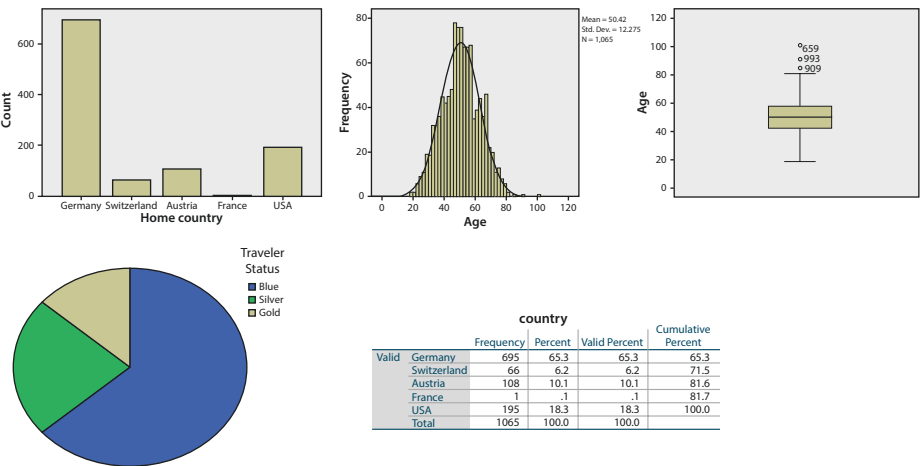 600
400
200
0
Count
Germany Switzerland Austria France USA
Home country
80
60
40
20
0
Frequency
0 20 40 60 80 100 120
Age
Mean = 50.42
Std. Dev. = 12.275
N = 1,065
120
100
80
60
40
20
0
Age
659
993
909
Traveler
Status
Blue
Silver
Gold
country
Frequency Percent Valid Percent Cumulative Percent
Valid Germany 695 65.3 65.3 65.3
Switzerland 66 6.2 6.2 71.5
Austria 108 10.1 10.1 81.6
France 1 .1 .1 81.7
USA 195 18.3 18.3 100.0
Total 1065 100.0 100.0